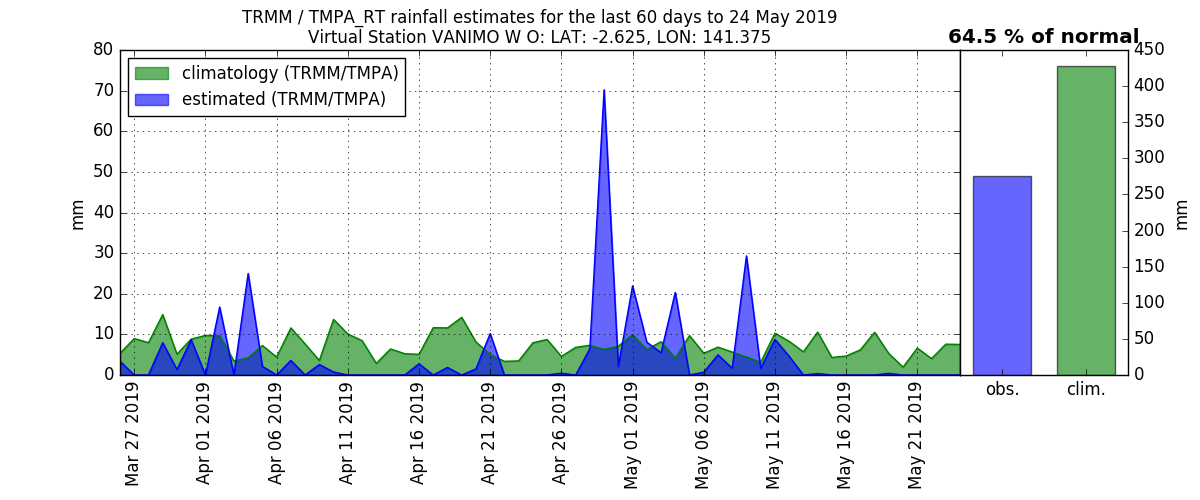 TRMM / TMPA_RT rainfall estimates for the last 60 days to 24 May 2019
Virtual Station VANIMO W O: LAT: -2.625, LON: 141.375
64.5 % of normal
climatology (TRMM/TMPA)
estimated (TRMM/TMPA)
mm
80
70
60
50
40
30
20
10
0
Mar 27 2019
Apr 01 2019
Apr 06 2019
Apr 11 2019
Apr 16 2019
Apr 21 2019
Apr 26 2019
May 01 2019
May 06 2019
May 11 2019
May 16 2019
May 21 2019
obs.
clim.
450
400
350
300
250
200
150
100
50
0
mm